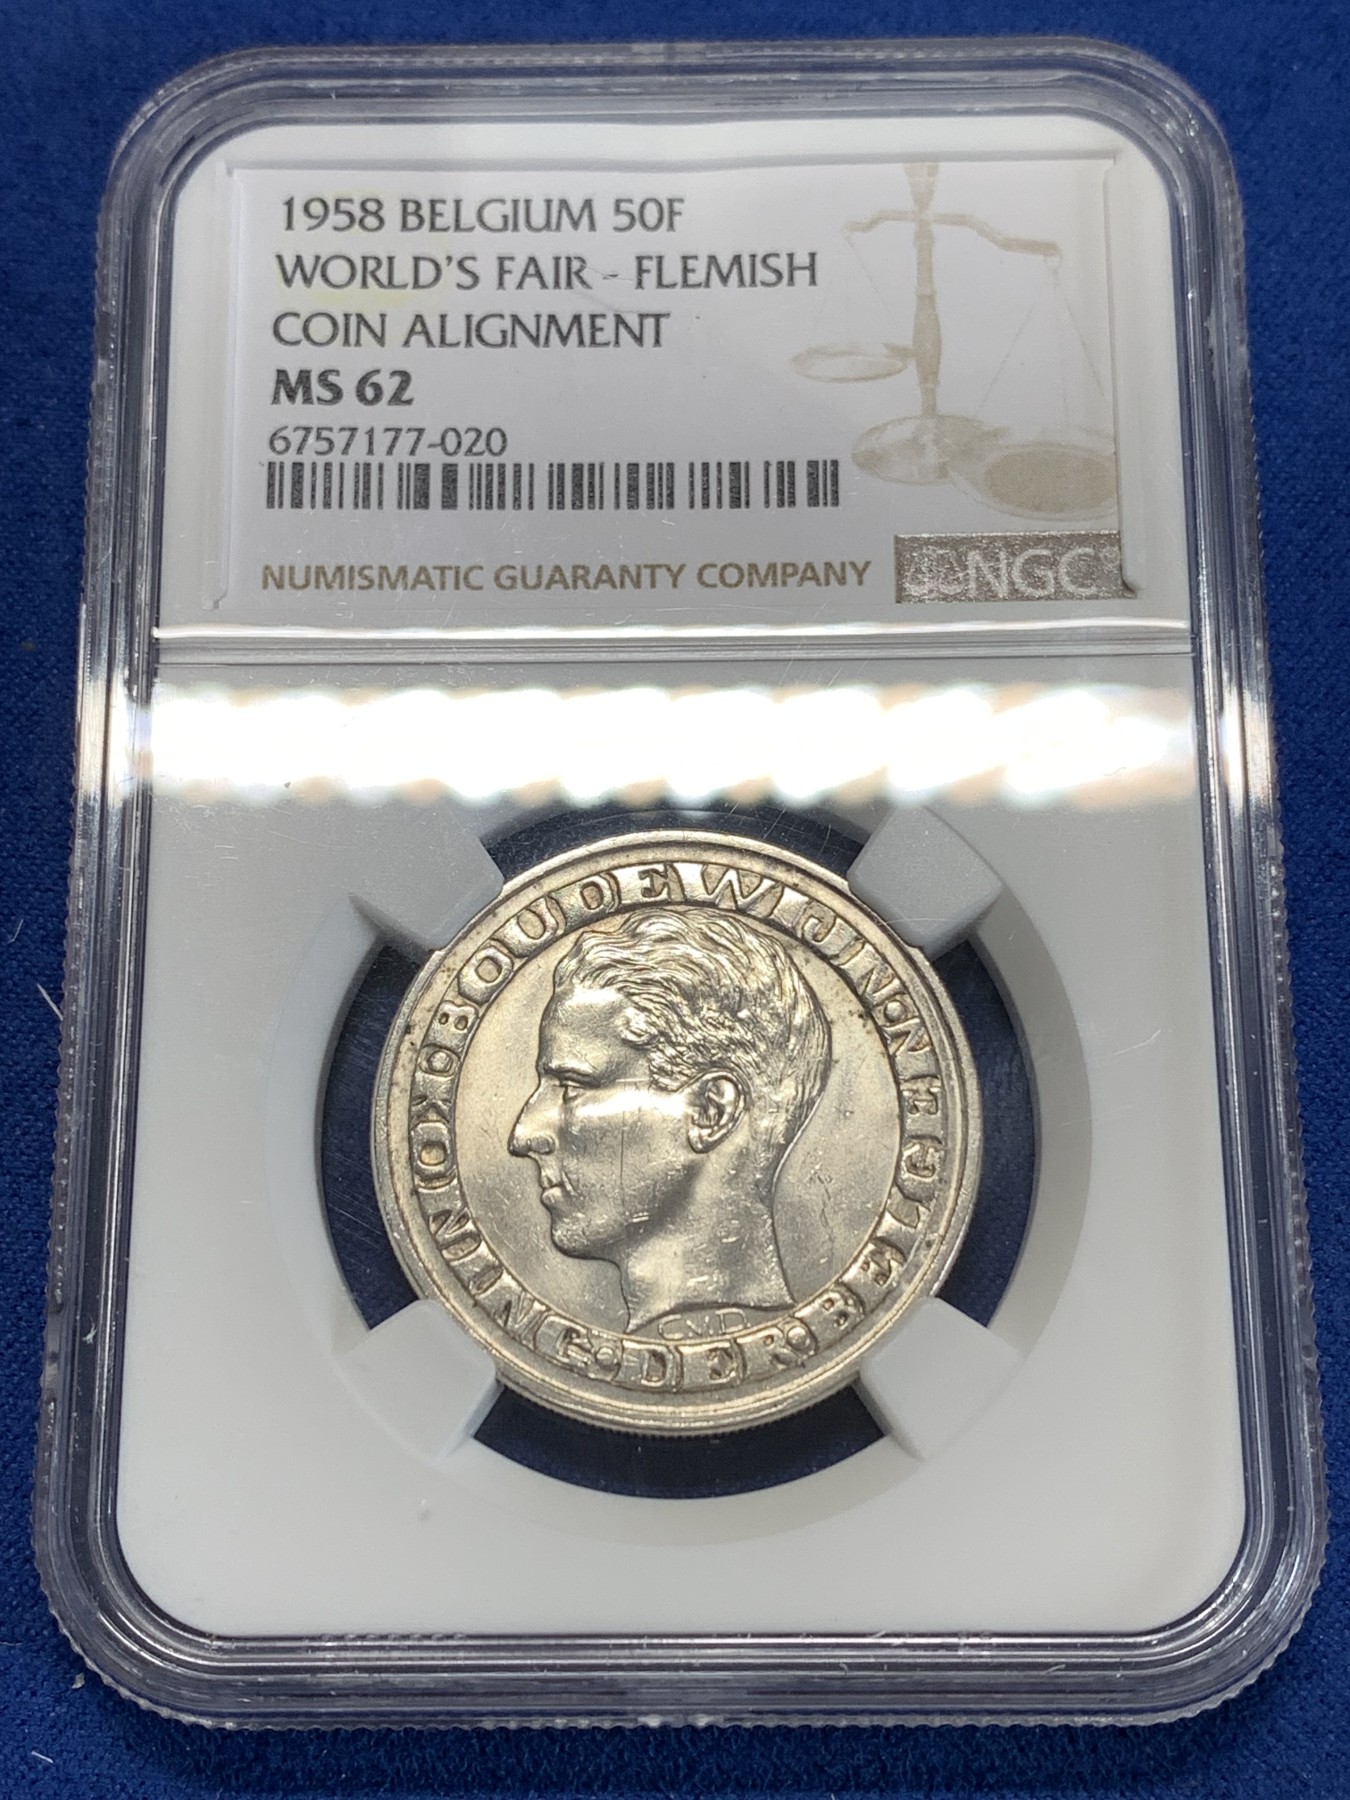 1958 BELGIUM 50F
WORLD'S FAIR - FLEMISH
COIN ALIGNMENT
MS 62
6757177-020
NUMISMATIC GUARANTY COMPANY
NGC
BOUDEWIJN·KONING·DER·BELGEN·
C.V.D.